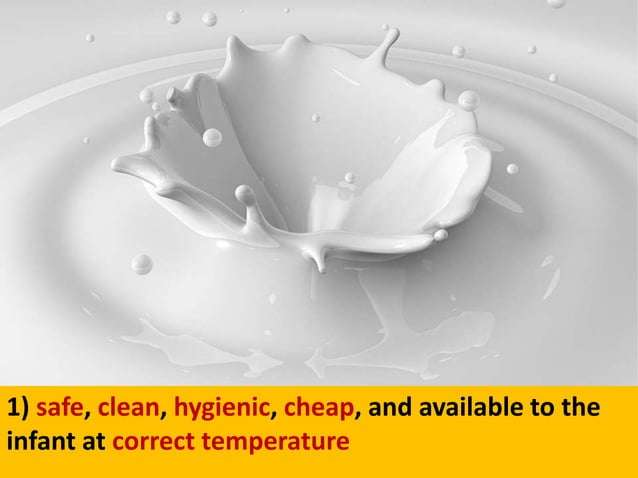 1) safe, clean, hygienic, cheap, and available to the
infant at correct temperature